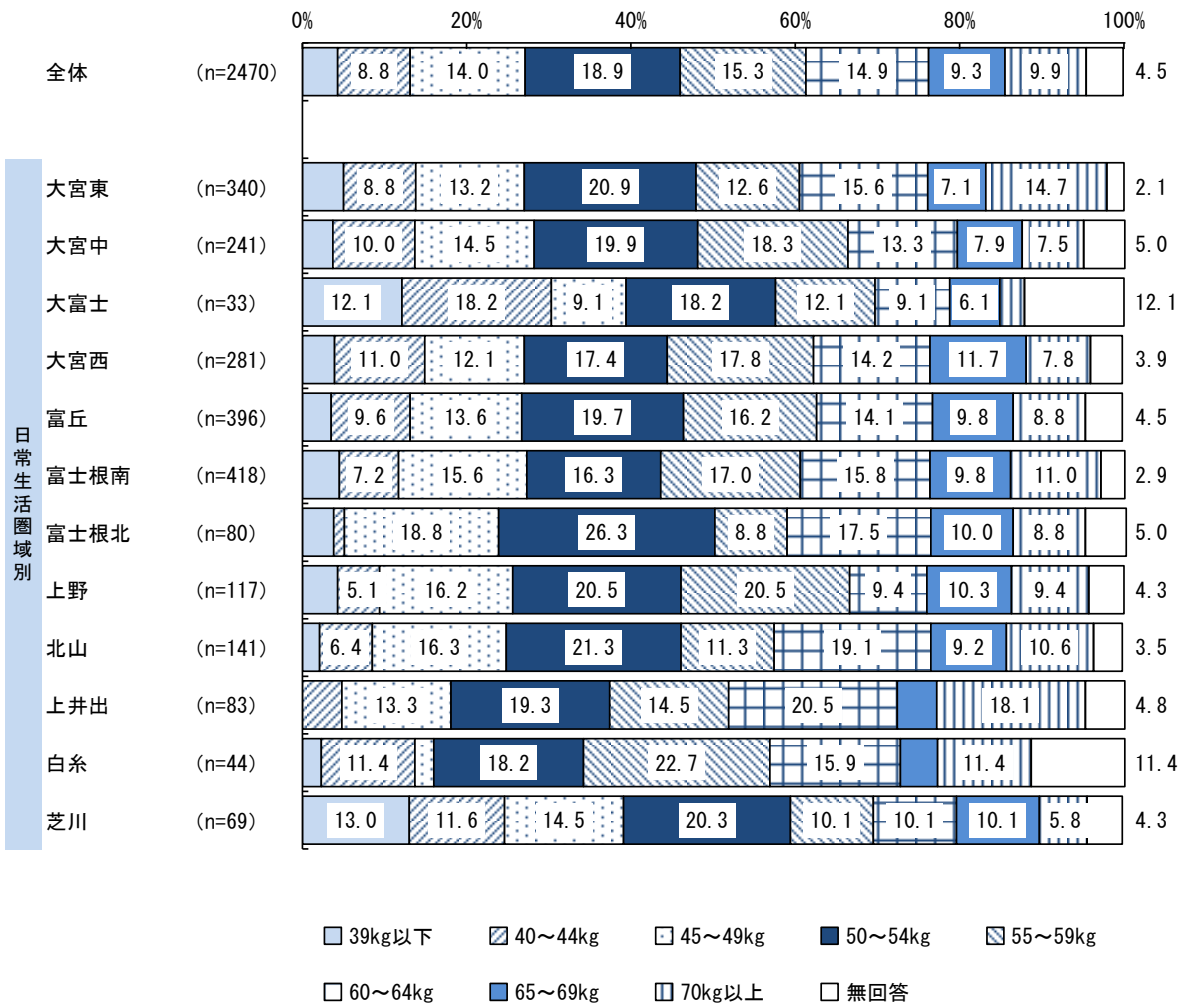 0% 20% 40% 60% 80% 100%
全体 (n=2470) 8.8 14.0 18.9 15.3 14.9 9.3 9.9 4.5
日常生活圏域別
大宮東 (n=340) 8.8 13.2 20.9 12.6 15.6 7.1 14.7 2.1
大宮中 (n=241) 10.0 14.5 19.9 18.3 13.3 7.9 7.5 5.0
大富士 (n=33) 12.1 18.2 9.1 18.2 12.1 9.1 6.1 12.1
大宮西 (n=281) 11.0 12.1 17.4 17.8 14.2 11.7 7.8 3.9
富丘 (n=396) 9.6 13.6 19.7 16.2 14.1 9.8 8.8 4.5
富士根南 (n=418) 7.2 15.6 16.3 17.0 15.8 9.8 11.0 2.9
富士根北 (n=80) 18.8 26.3 8.8 17.5 10.0 8.8 5.0
上野 (n=117) 5.1 16.2 20.5 20.5 9.4 10.3 9.4 4.3
北山 (n=141) 6.4 16.3 21.3 11.3 19.1 9.2 10.6 3.5
上井出 (n=83) 13.3 19.3 14.5 20.5 18.1 4.8
白糸 (n=44) 11.4 18.2 22.7 15.9 11.4 11.4
芝川 (n=69) 13.0 11.6 14.5 20.3 10.1 10.1 10.1 5.8 4.3
39kg以下 40～44kg 45～49kg 50～54kg 55～59kg
60～64kg 65～69kg 70kg以上 無回答